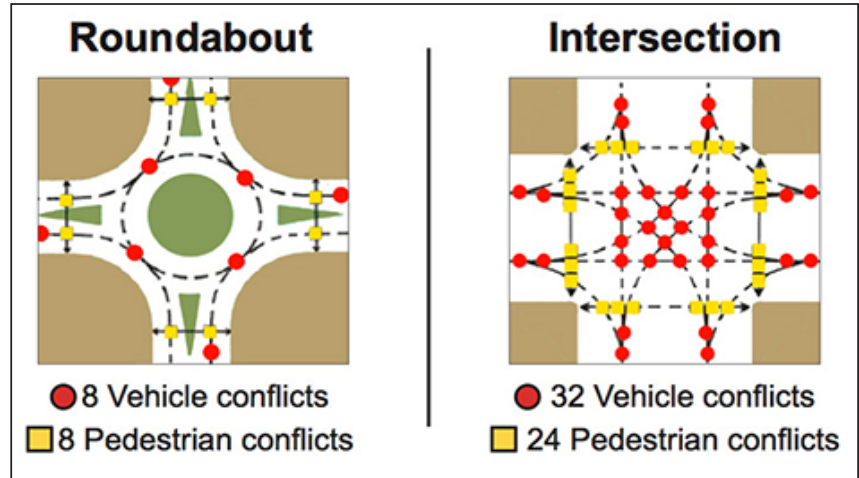 Roundabout
Intersection
8 Vehicle conflicts
8 Pedestrian conflicts
32 Vehicle conflicts
24 Pedestrian conflicts